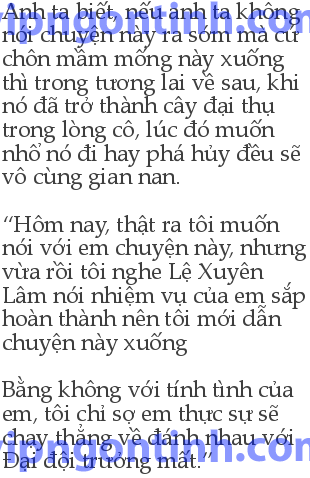 Anh ta biết, nếu anh ta không
nói chuyện này ra sớm mà cứ
chôn mầm mống này xuống
thì trong tương lai về sau, khi
nó đã trở thành cây đại thụ
trong lòng cô, lúc đó muốn
nhổ nó đi hay phá hủy đều sẽ
vô cùng gian nan.
“Hôm nay, thật ra tôi muốn
nói với em chuyện này, nhưng
vừa rồi tôi nghe Lệ Xuyên
Lâm nói nhiệm vụ của em sắp
hoàn thành nên tôi mới dẫn
chuyện này xuống
Bằng không với tính tình của
em, tôi chỉ sợ em thực sự sẽ
chạy thẳng về đánh nhau với
Đại đội trưởng mất.”
vipngontinh.com
vipngontinh.com